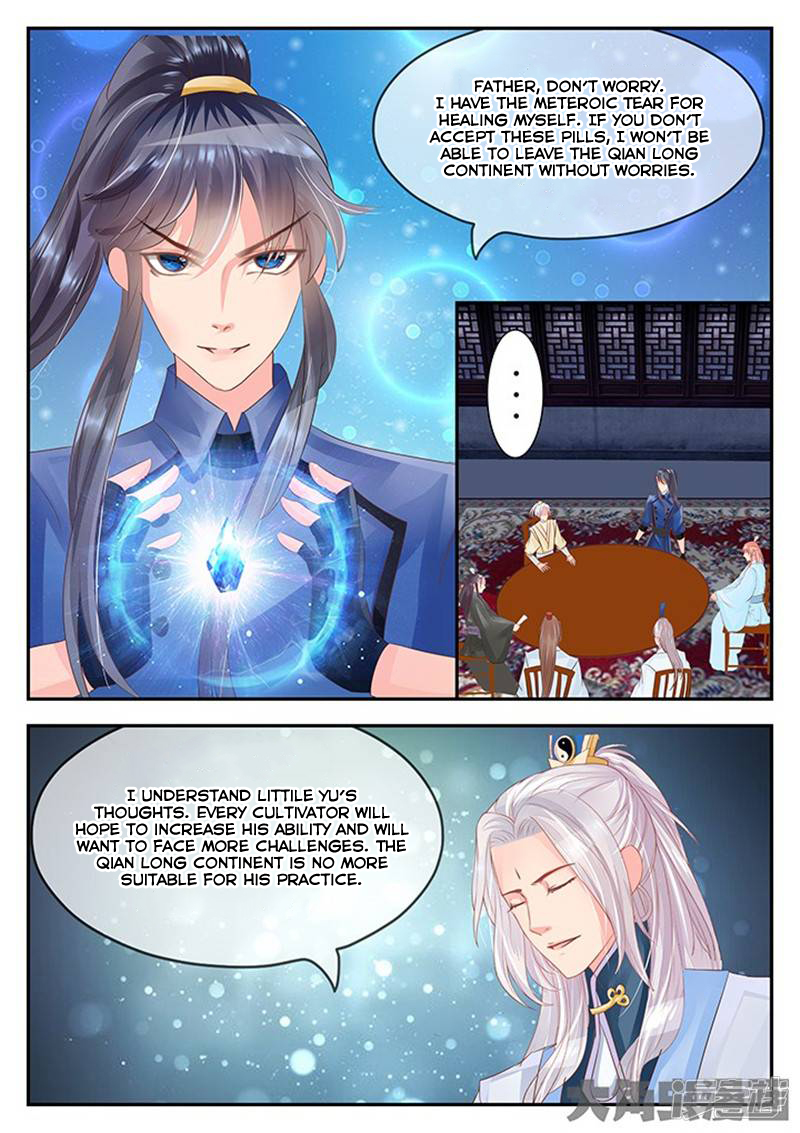 FATHER, DON'T WORRY.
I HAVE THE METEROIC TEAR FOR
HEALING MYSELF. IF YOU DON'T
ACCEPT THESE PILLS, I WON'T BE
ABLE TO LEAVE THE QIAN LONG
CONTINENT WITHOUT WORRIES.
...
I UNDERSTAND LITTILE YU'S
THOUGHTS. EVERY CULTIVATOR WILL
HOPE TO INCREASE HIS ABILITY AND WILL
WANT TO FACE MORE CHALLENGES. THE
QIAN LONG CONTINENT IS NO MORE
SUITABLE FOR HIS PRACTICE.